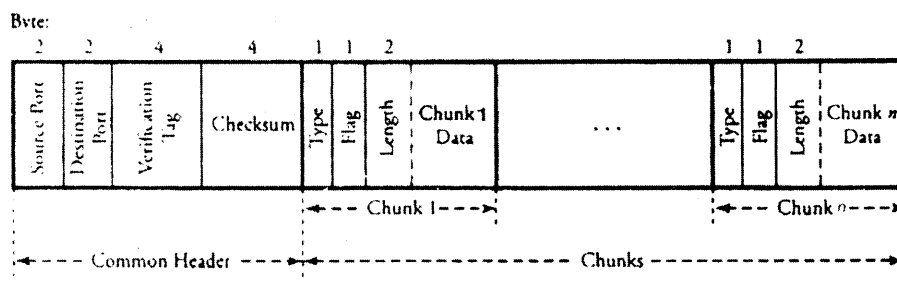 Byte:
2 2 4 4 1 1 2 1 1 2
Source Port
Destination
Port
Verification
Tag
Checksum
Type
Flag
Length
Chunk 1
Data
...
Type
Flag
Length
Chunk n
Data
Chunk 1
Chunk n
Common Header
Chunks